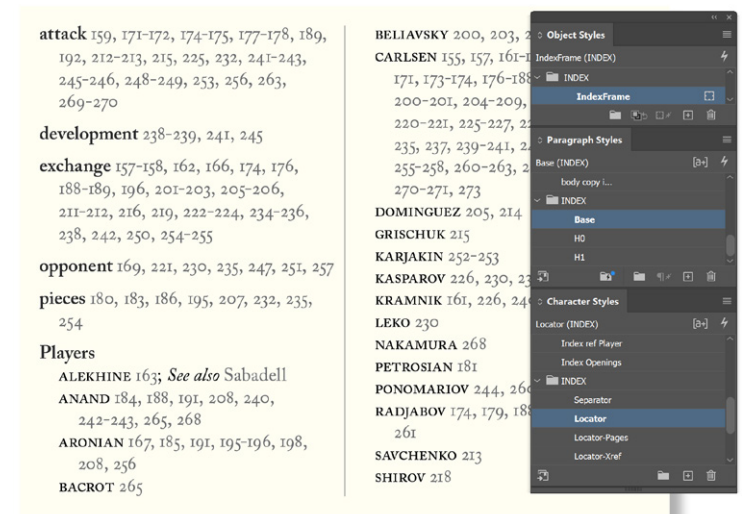 attack 159, 171-172, 174-175, 177-178, 189,
192, 212-213, 215, 225, 232, 241-243,
245-246, 248-249, 253, 256, 263,
269-270
development 238-239, 241, 245
exchange 157-158, 162, 166, 174, 176,
188-189, 196, 201-203, 205-206,
211-212, 216, 219, 222-224, 234-236,
238, 242, 250, 254-255
opponent 169, 221, 230, 235, 247, 251, 257
pieces 180, 183, 186, 195, 207, 232, 235,
254
Players
ALEKHINE 163; See also Sabadell
ANAND 184, 188, 191, 208, 240,
242-243, 265, 268
ARONIAN 167, 185, 191, 195-196, 198,
208, 256
BACROT 265
BELIAVSKY 200, 203,
CARLSEN 155, 157,
171, 173-174,
200-201, 204-209,
220-221, 225-227,
235, 237, 239-241,
255-258, 260-263,
270-271, 273
DOMINGUEZ 205, 214
GRISCHUK 215
KARJAKIN 252-253
KASPAROV 226, 230,
KRAMNIK 161, 226,
LEKO 230
NAKAMURA 268
PETROSIAN 181
PONOMARIOV 244,
RADJABOV 174, 179,
261
SAVCHENKO 213
SHIROV 218
Object Styles
IndexFrame (INDEX)
INDEX
IndexFrame
Paragraph Styles
Base (INDEX)
[a+]
body copy i...
INDEX
Base
H0
H1
Character Styles
Locator (INDEX)
[a+]
Index ref Player
Index Openings
INDEX
Separator
Locator
Locator-Pages
Locator-Xref